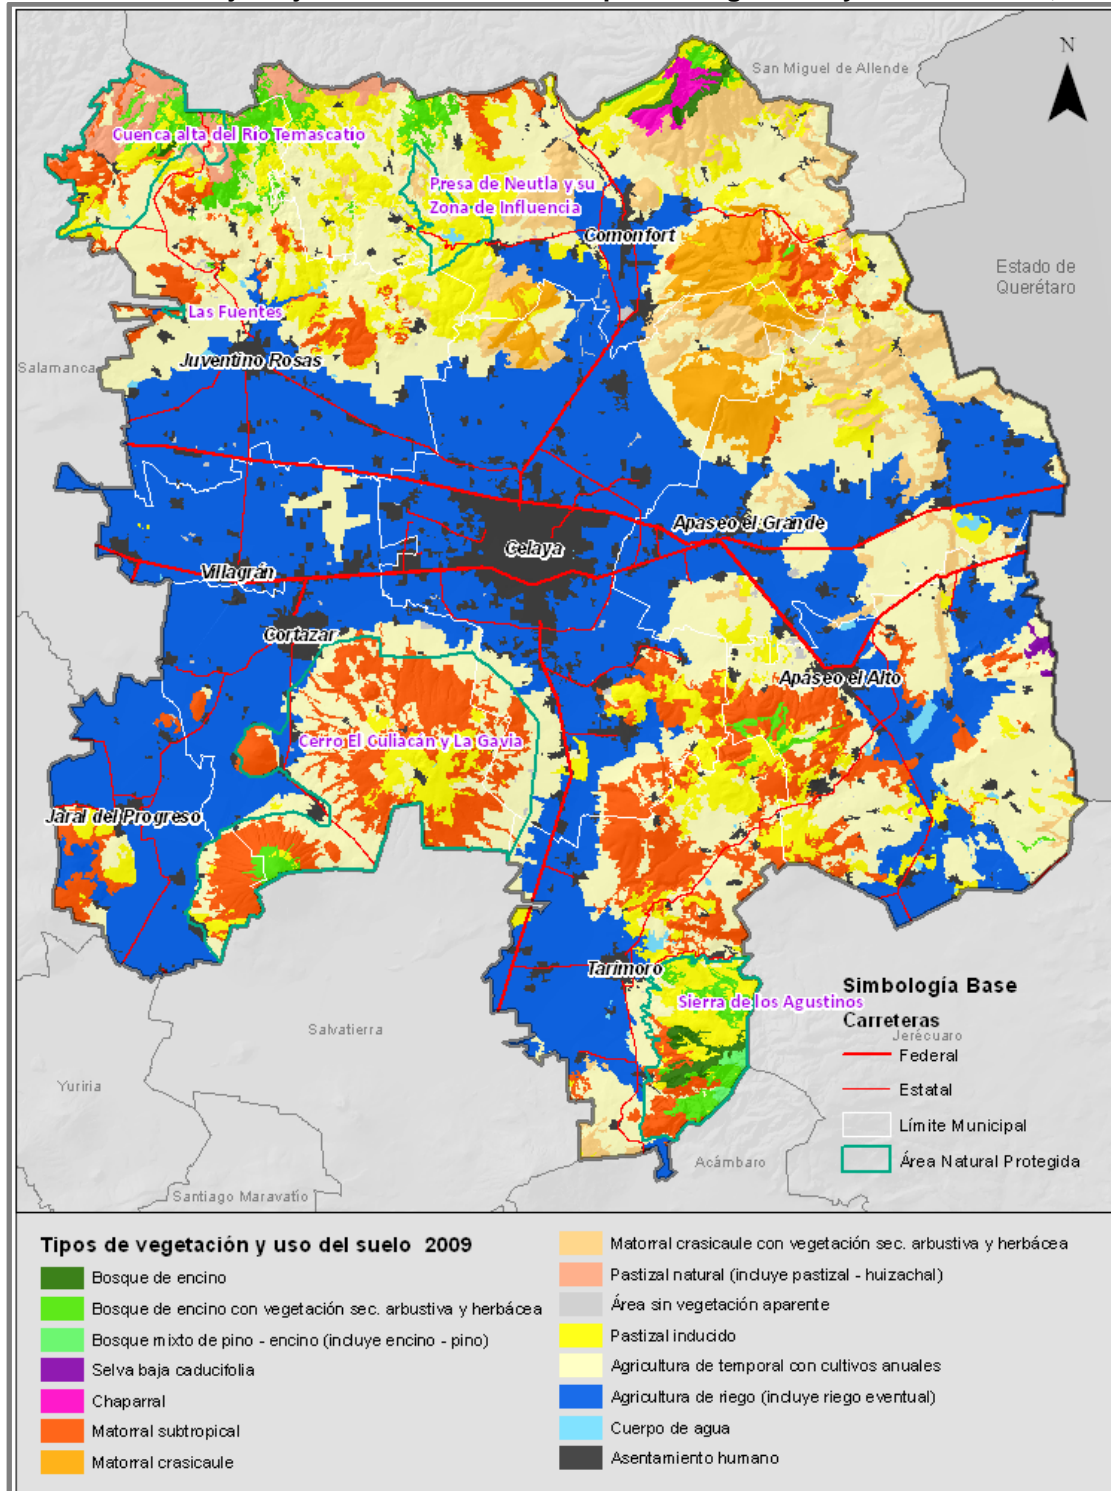 N
San Miguel de Allende
Cuenca alta del Río Temascatio
Presa de Neutla y su
Zona de Influencia
Comonfort
Estado de
Querétaro
Las Fuentes
Juventino Rosas
Salamanca
Apaseo el Grande
Celaya
Villagrán
Cortazar
Apaseo el Alto
Cerro El Culiacán y La Gavia
Jaral del Progreso
Tarimoro
Sierra de los Agustinos
Salvatierra
Yuriria
Santiago Maravatío
Acámbaro
Jerécuaro
Simbología Base
Carreteras
Federal
Estatal
Límite Municipal
Área Natural Protegida
Tipos de vegetación y uso del suelo 2009
Bosque de encino
Bosque de encino con vegetación sec. arbustiva y herbácea
Bosque mixto de pino - encino (incluye encino - pino)
Selva baja caducifolia
Chaparral
Matorral subtropical
Matorral crasicaule
Matorral crasicaule con vegetación sec. arbustiva y herbácea
Pastizal natural (incluye pastizal - huizachal)
Área sin vegetación aparente
Pastizal inducido
Agricultura de temporal con cultivos anuales
Agricultura de riego (incluye riego eventual)
Cuerpo de agua
Asentamiento humano